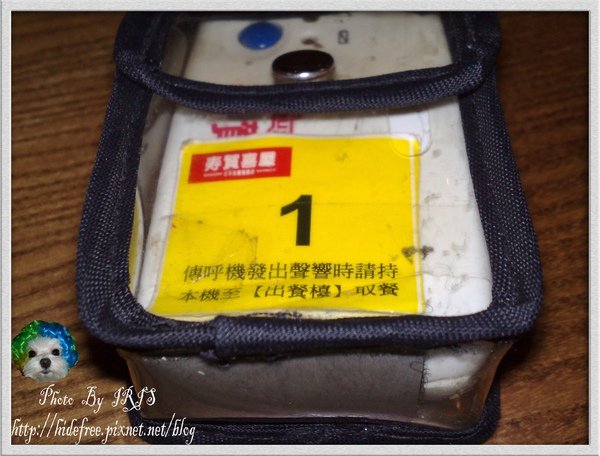 寿賀喜屋
1
傳呼機發出聲響時請持
本機至【出餐檯】取餐
Photo By IRIS
http://hidefree.pixnet.net/blog